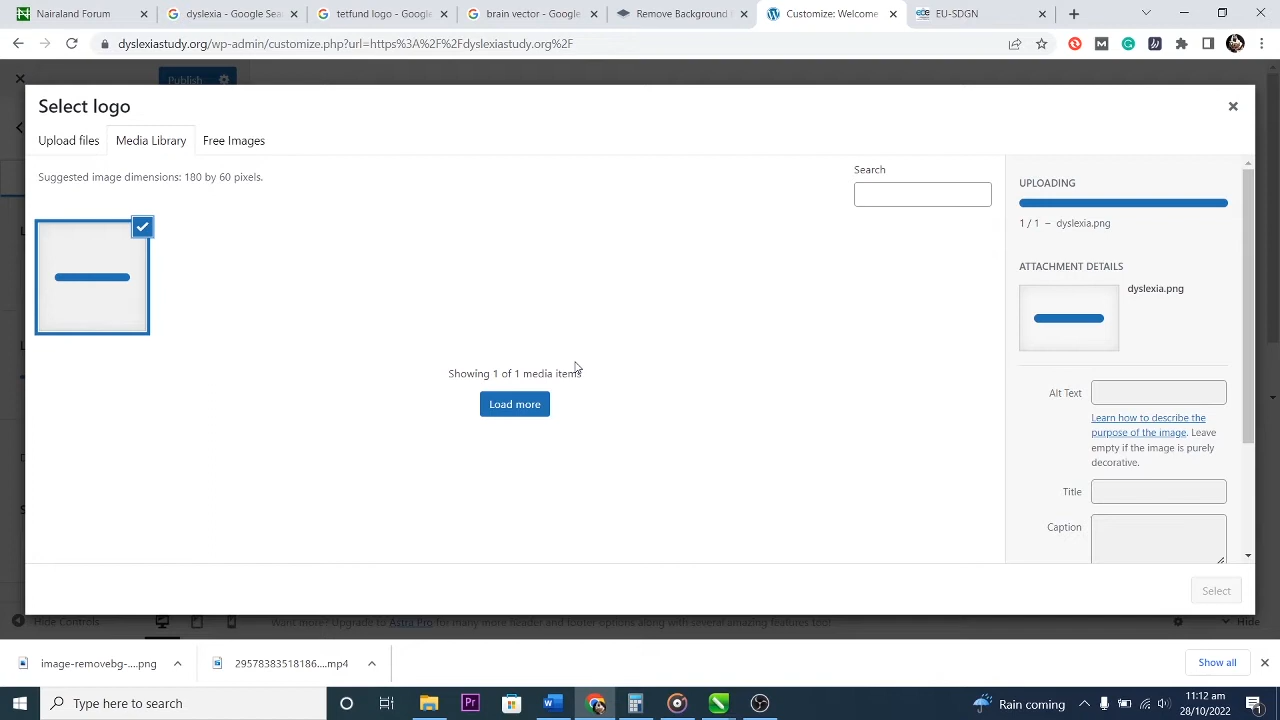 Nairaland Forum
dyslexia - Google Sea
tetfund logo - Google
brain vector - Google
Remove Background f
Customize: Welcome
EU-SDGN
dyslexiastudy.org/wp-admin/customize.php?url=https%3A%2F%2Fdyslexiastudy.org%2F
Publish
Select logo
Upload files
Media Library
Free Images
Suggested image dimensions: 180 by 60 pixels.
Search
Showing 1 of 1 media items
Load more
UPLOADING
1 / 1 – dyslexia.png
ATTACHMENT DETAILS
dyslexia.png
Alt Text
Learn how to describe the
purpose of the image. Leave
empty if the image is purely
decorative.
Title
Caption
Select
Hide Controls
Want more? Upgrade to Astra Pro for many more header and footer options along with several amazing features too!
Hide
image-removebg-....png
29578383518186....mp4
Show all
Type here to search
Rain coming
11:12 am
28/10/2022